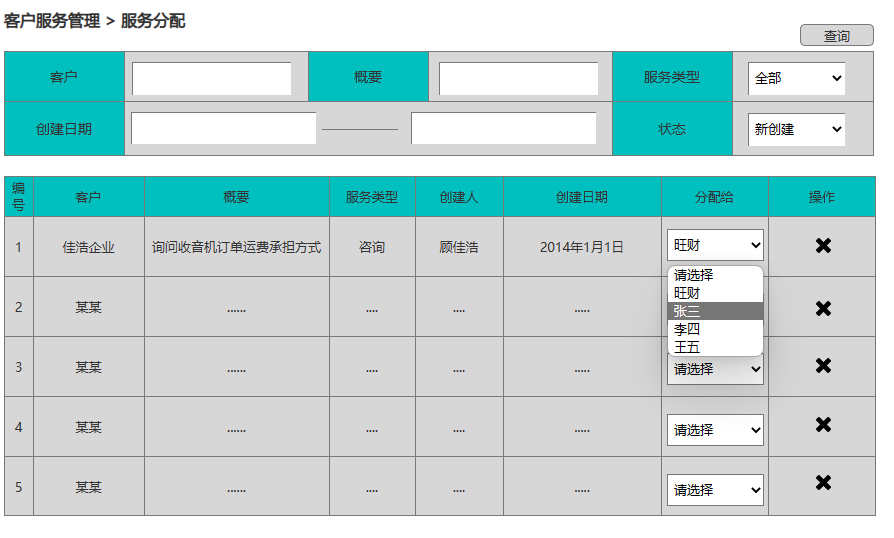 客户服务管理 > 服务分配
查询
客户 概要 服务类型 全部
创建日期 状态 新创建
编号 客户 概要 服务类型 创建人 创建日期 分配给 操作
1 佳浩企业 询问收音机订单运费承担方式 咨询 顾佳浩 2014年1月1日 旺财
请选择
旺财
张三
李四
王五
2 某某 ...... .... .... .....
3 某某 ...... .... .... ..... 请选择
4 某某 ...... .... .... ..... 请选择
5 某某 ...... .... .... ..... 请选择